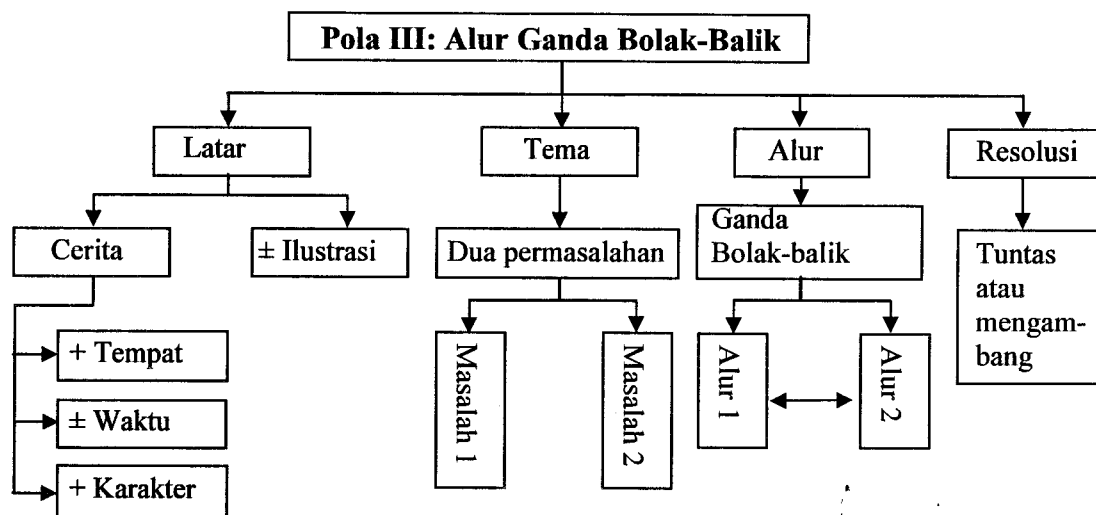 Pola III: Alur Ganda Bolak-Balik
Latar
Tema
Alur
Resolusi
Cerita
± Ilustrasi
Dua permasalahan
Ganda
Bolak-balik
Tuntas
atau
mengam-
bang
+ Tempat
± Waktu
+ Karakter
Masalah 1
Masalah 2
Alur 1
Alur 2